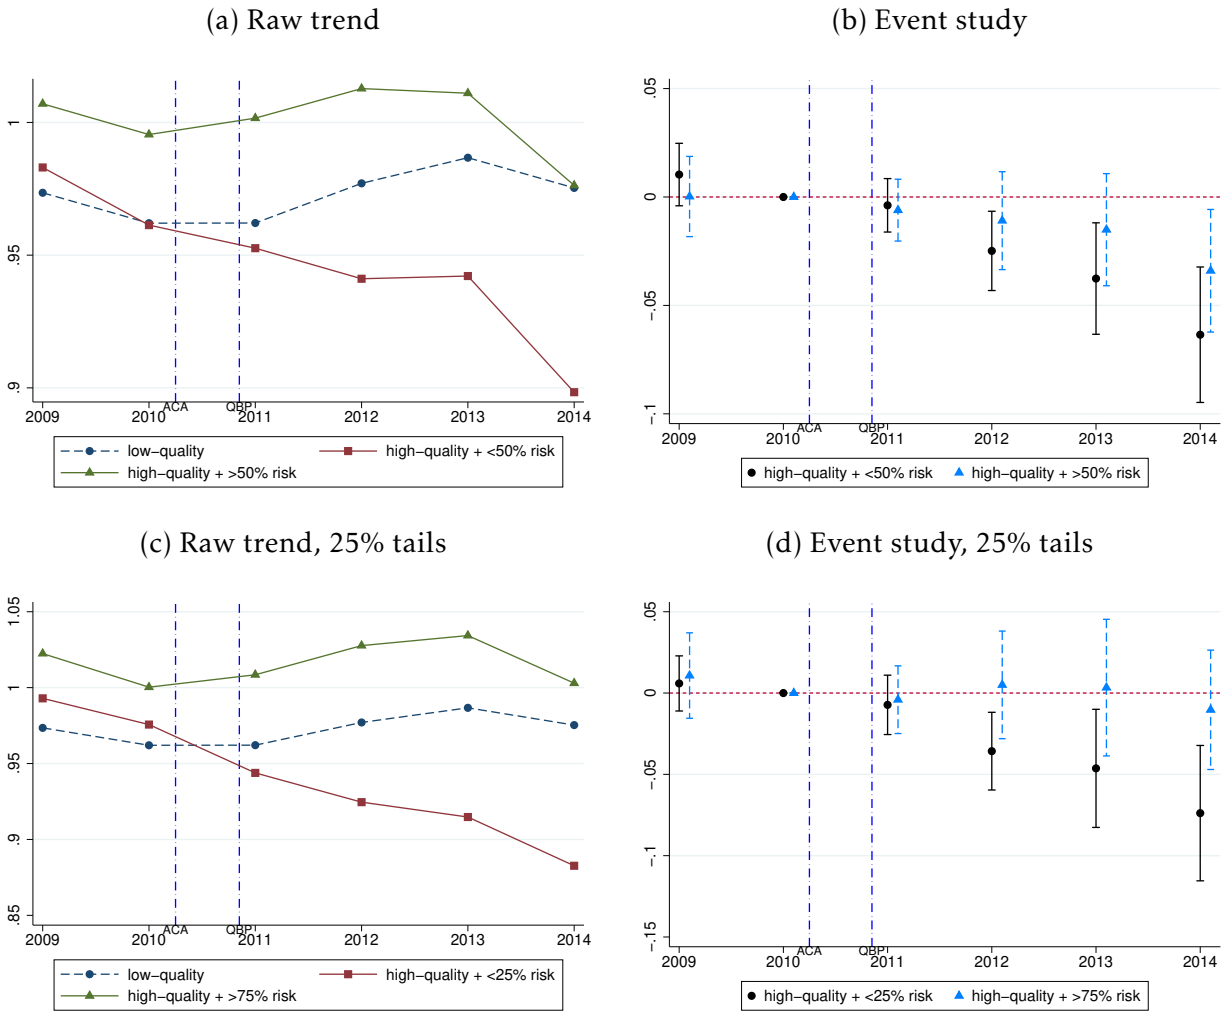 (a) Raw trend
1
.95
.9
2009 2010 ACA QBP 2011 2012 2013 2014
low−quality high−quality + <50% risk
high−quality + >50% risk
(b) Event study
.05
0
−.05
−.1
2009 2010 ACA QBP 2011 2012 2013 2014
high−quality + <50% risk high−quality + >50% risk
(c) Raw trend, 25% tails
1.05
1
.95
.9
.85
2009 2010 ACA QBP 2011 2012 2013 2014
low−quality high−quality + <25% risk
high−quality + >75% risk
(d) Event study, 25% tails
.05
0
−.05
−.1
−.15
2009 2010 ACA QBP 2011 2012 2013 2014
high−quality + <25% risk high−quality + >75% risk